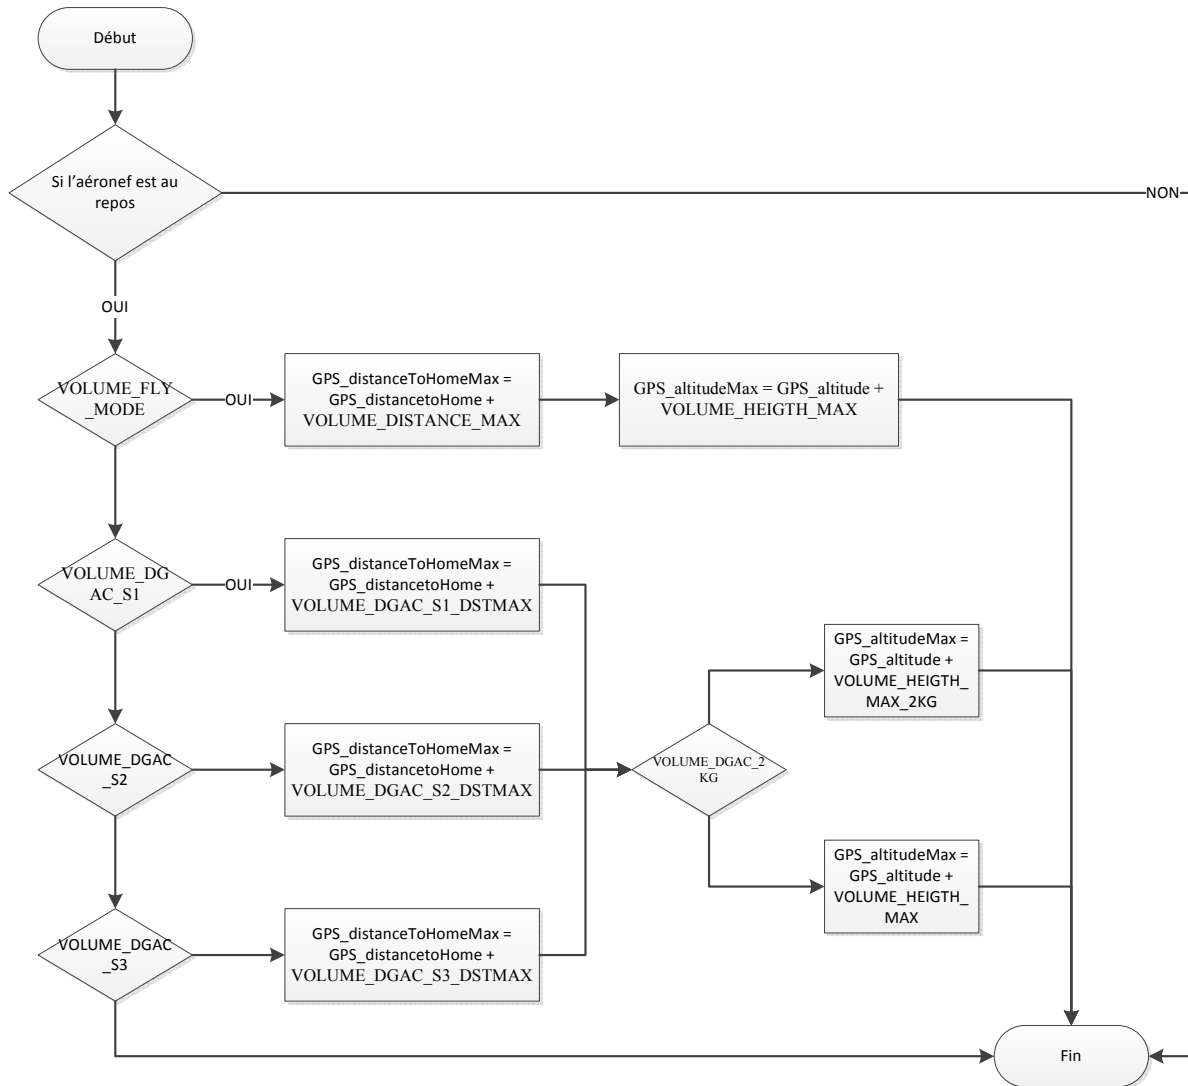 Début
Si l'aéronef est au
repos
NON
OUI
VOLUME_FLY
_MODE
OUI
GPS_distanceToHomeMax =
GPS_distancetoHome +
VOLUME_DISTANCE_MAX
GPS_altitudeMax = GPS_altitude +
VOLUME_HEIGTH_MAX
VOLUME_DG
AC_S1
OUI
GPS_distanceToHomeMax =
GPS_distancetoHome +
VOLUME_DGAC_S1_DSTMAX
GPS_altitudeMax =
GPS_altitude +
VOLUME_HEIGTH_
MAX_2KG
VOLUME_DGAC
_S2
GPS_distanceToHomeMax =
GPS_distancetoHome +
VOLUME_DGAC_S2_DSTMAX
VOLUME_DGAC_2
KG
GPS_altitudeMax =
GPS_altitude +
VOLUME_HEIGTH_
MAX
VOLUME_DGAC
_S3
GPS_distanceToHomeMax =
GPS_distancetoHome +
VOLUME_DGAC_S3_DSTMAX
Fin